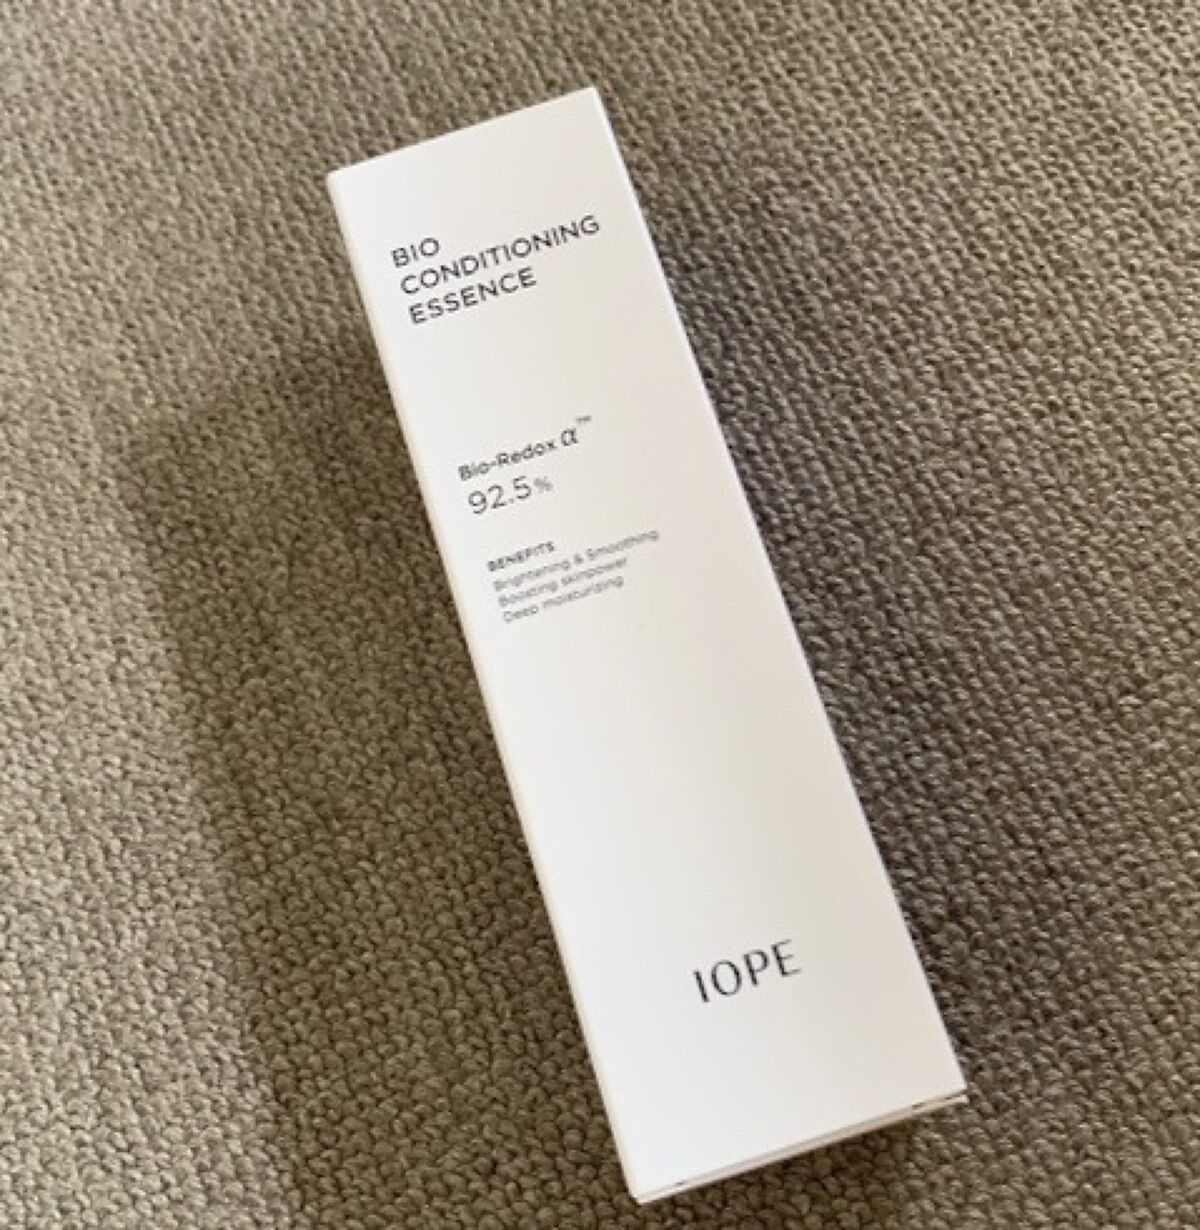 BIO
CONDITIONING
ESSENCE
Bio-Redox α™
92.5%
BENEFITS
Brightening & Smoothing
Boosting skinpower
Deep moisturizing
IOPE